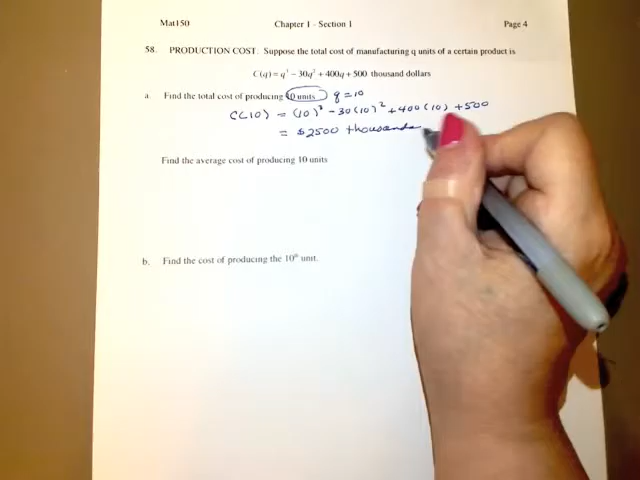 Mat150 Chapter 1 - Section 1 Page 4
58. PRODUCTION COST: Suppose the total cost of manufacturing q units of a certain product is
C(q) = q³ − 30q² + 400q + 500 thousand dollars
a. Find the total cost of producing 10 units q = 10
C(10) = (10)³ − 30(10)² + 400(10) + 500
= $2500 thousands
Find the average cost of producing 10 units
b. Find the cost of producing the 10th unit.